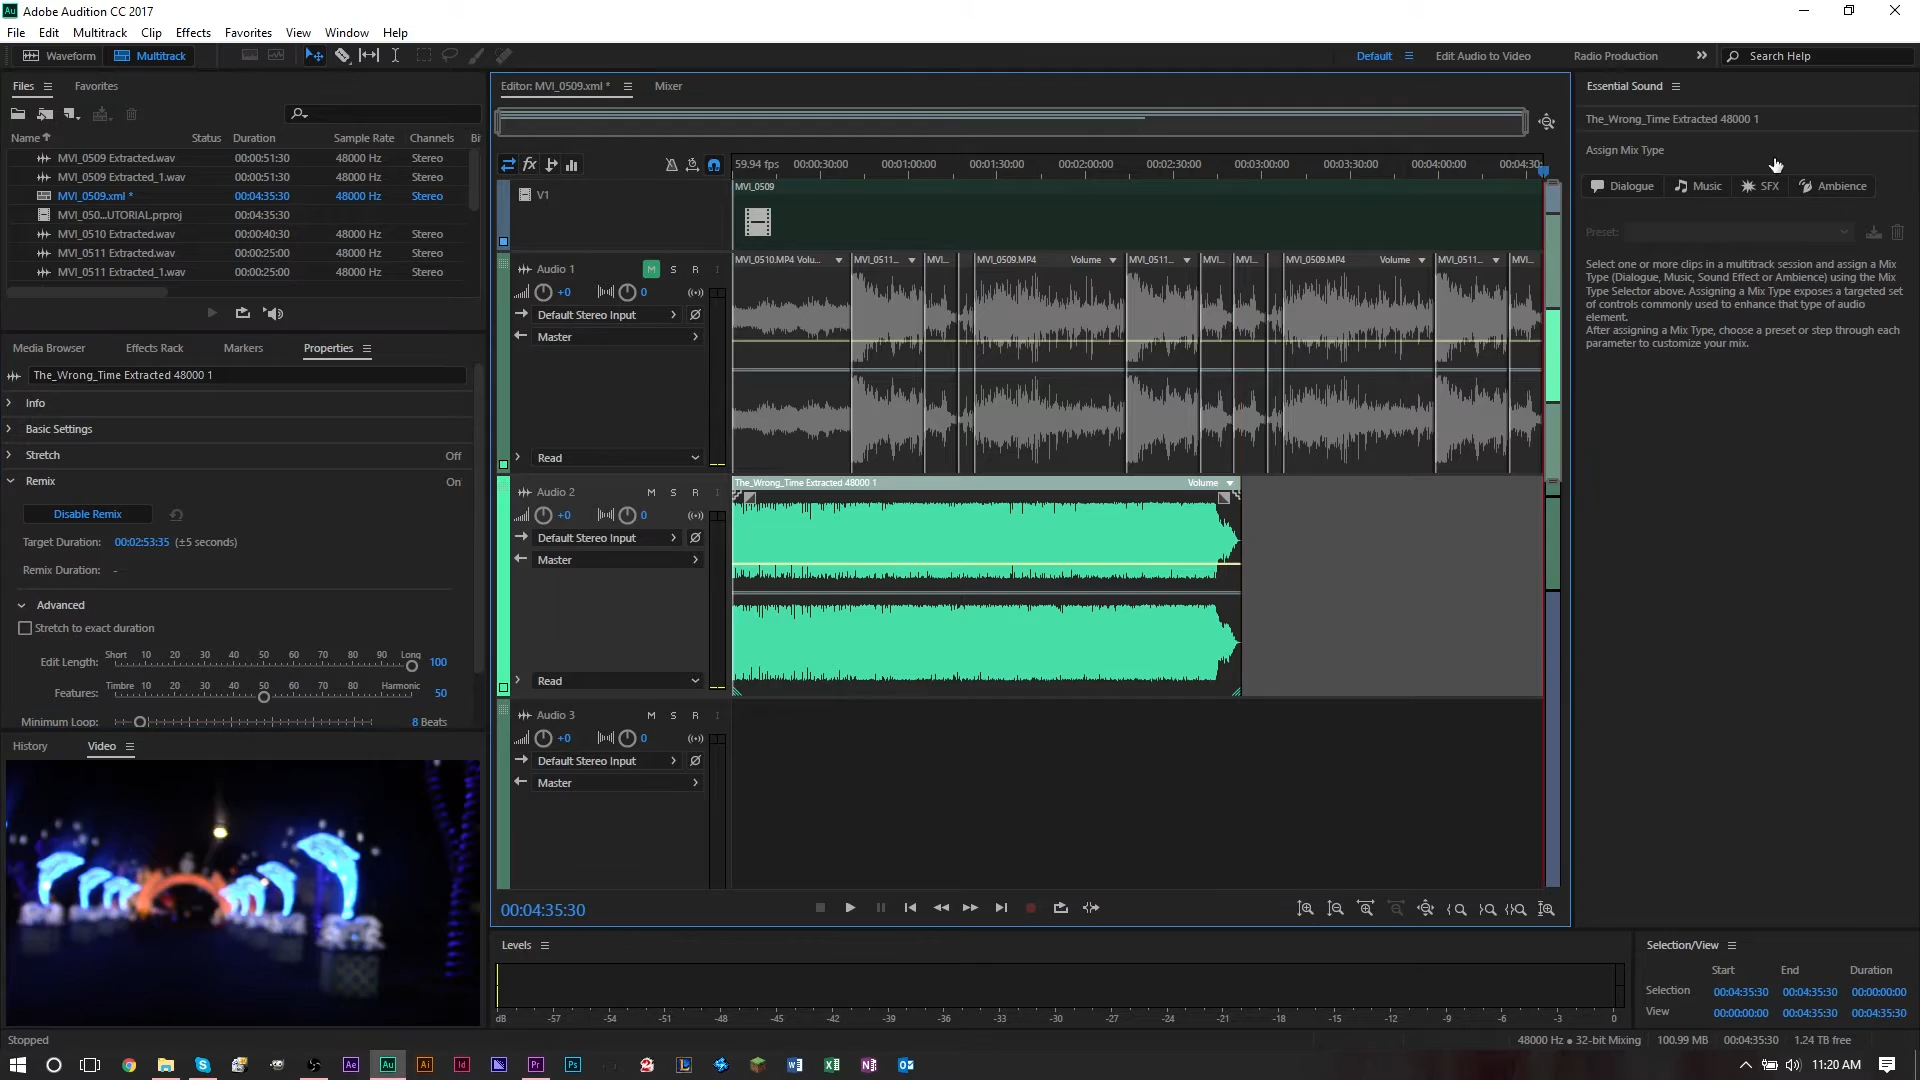 Au Adobe Audition CC 2017
File Edit Multitrack Clip Effects Favorites View Window Help
Waveform Multitrack Default Edit Audio to Video Radio Production Search Help
Files Favorites
Name Status Duration Sample Rate Channels Bi
MVI_0509 Extracted.wav 00:00:51:30 48000 Hz Stereo
MVI_0509 Extracted_1.wav 00:00:51:30 48000 Hz Stereo
MVI_0509.xml * 00:04:35:30 48000 Hz Stereo
MVI_050...UTORIAL.prproj 00:04:35:30
MVI_0510 Extracted.wav 00:00:40:30 48000 Hz Stereo
MVI_0511 Extracted.wav 00:00:25:00 48000 Hz Stereo
MVI_0511 Extracted_1.wav 00:00:25:00 48000 Hz Stereo
Media Browser Effects Rack Markers Properties
The_Wrong_Time Extracted 48000 1
Info
Basic Settings
Stretch Off
Remix On
Disable Remix
Target Duration: 00:02:53:35 (±5 seconds)
Remix Duration: -
Advanced
Stretch to exact duration
Short 10 20 30 40 50 60 70 80 90 Long
Edit Length: 100
Timbre 10 20 30 40 50 60 70 80 Harmonic
Features: 50
Minimum Loop: 8 Beats
History Video
Editor: MVI_0509.xml * Mixer
fx 59.94 fps 00:00:30:00 00:01:00:00 00:01:30:00 00:02:00:00 00:02:30:00 00:03:00:00 00:03:30:00 00:04:00:00 00:04:30
V1 MVI_0509
Audio 1 M S R I
+0 0
Default Stereo Input
Master
Read
MVI_0510.MP4 Volu... MVI_0511... MVI... MVI_0509.MP4 Volume MVI_0511... MVI... MVI... MVI_0509.MP4 Volume MVI_0511... MVI...
Audio 2 M S R I
+0 0
Default Stereo Input
Master
Read
The_Wrong_Time Extracted 48000 1 Volume
Audio 3 M S R I
+0 0
Default Stereo Input
Master
00:04:35:30
Levels
dB -57 -54 -51 -48 -45 -42 -39 -36 -33 -30 -27 -24 -21 -18 -15 -12 -9 -6 -3 0
Essential Sound
The_Wrong_Time Extracted 48000 1
Assign Mix Type
Dialogue Music SFX Ambience
Preset:
Select one or more clips in a multitrack session and assign a Mix
Type (Dialogue, Music, Sound Effect or Ambience) using the Mix
Type Selector above. Assigning a Mix Type exposes a targeted set
of controls commonly used to enhance that type of audio
element.
After assigning a Mix Type, choose a preset or step through each
parameter to customize your mix.
Selection/View
Start End Duration
Selection 00:04:35:30 00:04:35:30 00:00:00:00
View 00:00:00:00 00:04:35:30 00:04:35:30
Stopped 48000 Hz • 32-bit Mixing 100.99 MB 00:04:35:30 1.24 TB free
Ae Au Ai Id Pr Ps 11:20 AM